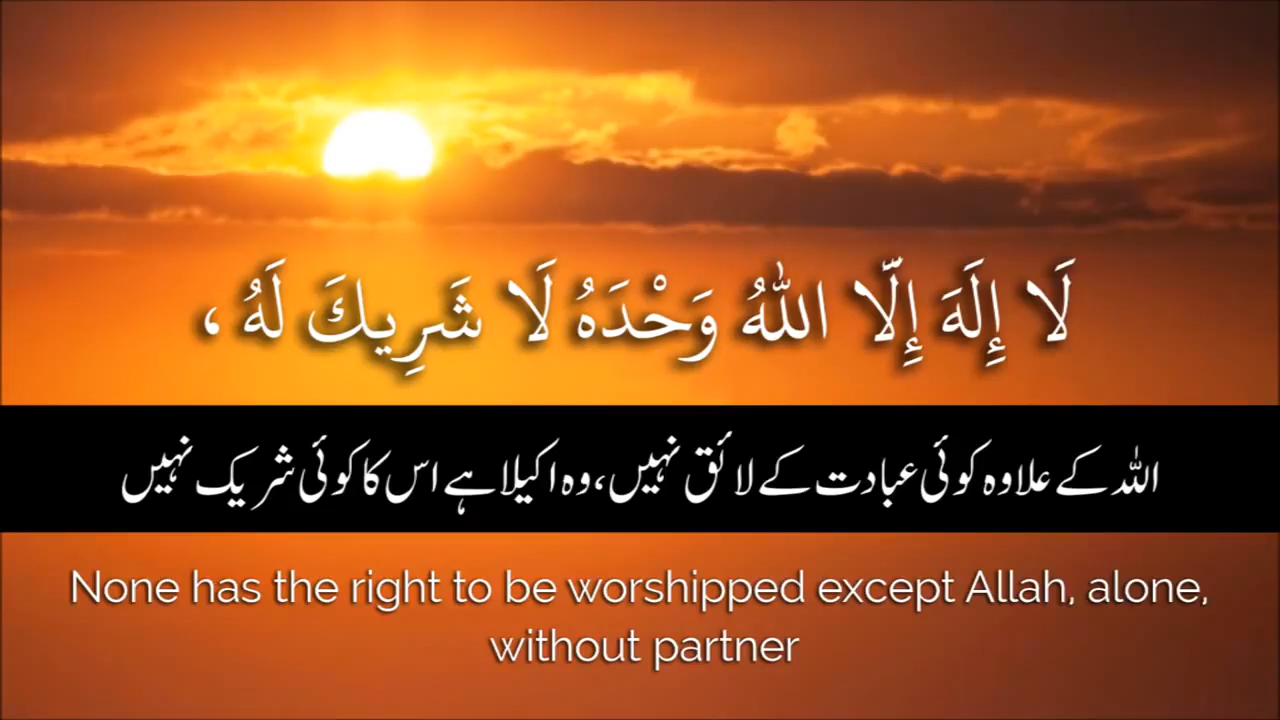 لَا إِلَهَ إِلّا اللهُ وَحْدَهُ لَا شَرِيكَ لَهُ ،
اللہ کے علاوہ کوئی عبادت کے لائق نہیں، وہ اکیلا ہے اس کا کوئی شریک نہیں
None has the right to be worshipped except Allah, alone,
without partner